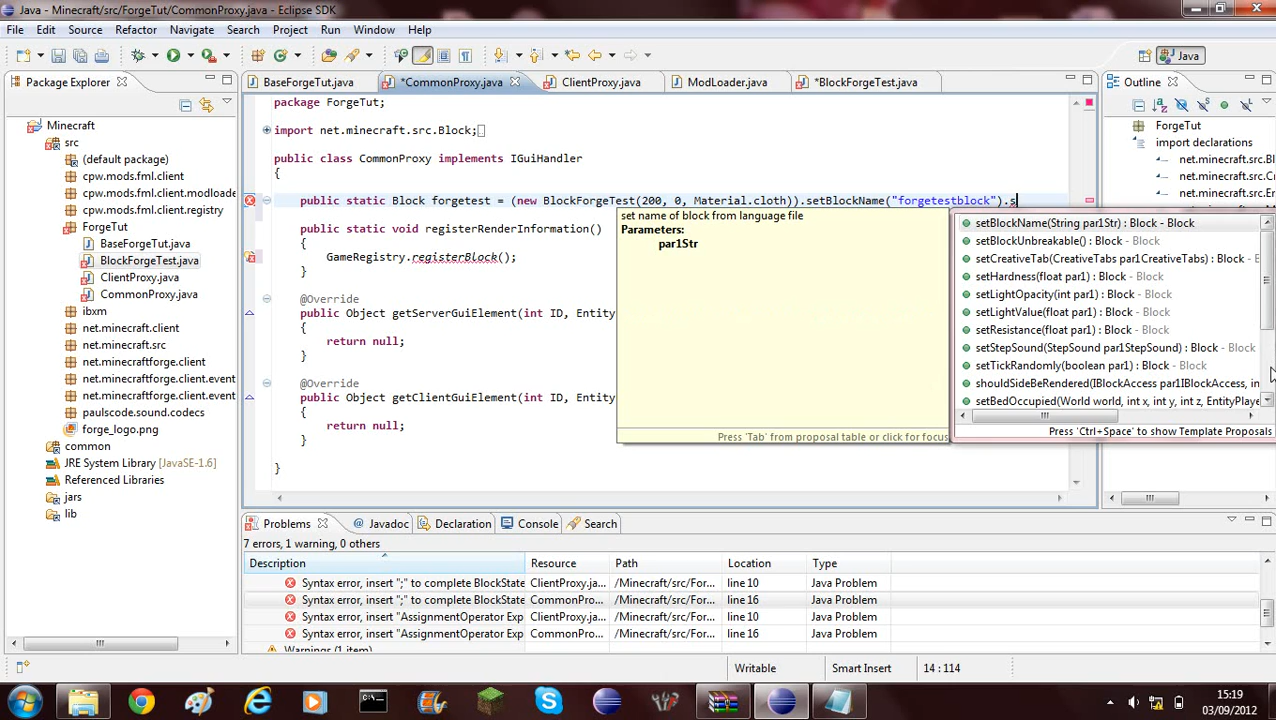 Java - Minecraft/src/ForgeTut/CommonProxy.java - Eclipse SDK
File Edit Source Refactor Navigate Search Project Run Window Help
Java
Package Explorer
BaseForgeTut.java *CommonProxy.java ClientProxy.java ModLoader.java *BlockForgeTest.java
Outline
Minecraft
src
(default package)
cpw.mods.fml.client
cpw.mods.fml.client.modloade
cpw.mods.fml.client.registry
ForgeTut
BaseForgeTut.java
BlockForgeTest.java
ClientProxy.java
CommonProxy.java
ibxm
net.minecraft.client
net.minecraft.src
net.minecraftforge.client
net.minecraftforge.client.event
net.minecraftforge.client.event
paulscode.sound.codecs
forge_logo.png
common
JRE System Library [JavaSE-1.6]
Referenced Libraries
jars
lib
package ForgeTut;
import net.minecraft.src.Block;
public class CommonProxy implements IGuiHandler
{
public static Block forgetest = (new BlockForgeTest(200, 0, Material.cloth)).setBlockName("forgetestblock").s
public static void registerRenderInformation()
{
GameRegistry.registerBlock();
}
@Override
public Object getServerGuiElement(int ID, Entity
{
return null;
}
@Override
public Object getClientGuiElement(int ID, Entity
{
return null;
}
}
set name of block from language file
Parameters:
par1Str
Press 'Tab' from proposal table or click for focus
setBlockName(String par1Str) : Block - Block
setBlockUnbreakable() : Block - Block
setCreativeTab(CreativeTabs par1CreativeTabs) : Block - E
setHardness(float par1) : Block - Block
setLightOpacity(int par1) : Block - Block
setLightValue(float par1) : Block - Block
setResistance(float par1) : Block - Block
setStepSound(StepSound par1StepSound) : Block - Block
setTickRandomly(boolean par1) : Block - Block
shouldSideBeRendered(IBlockAccess par1IBlockAccess, in
setBedOccupied(World world, int x, int y, int z, EntityPlaye
Press 'Ctrl+Space' to show Template Proposals
ForgeTut
import declarations
net.minecraft.src.Bl
net.minecraft.src.Er
Problems Javadoc Declaration Console Search
7 errors, 1 warning, 0 others
Description Resource Path Location Type
Syntax error, insert ";" to complete BlockState ClientProxy.ja... /Minecraft/src/For... line 10 Java Problem
Syntax error, insert ";" to complete BlockState CommonPro... /Minecraft/src/For... line 16 Java Problem
Syntax error, insert "AssignmentOperator Exp ClientProxy.ja... /Minecraft/src/For... line 10 Java Problem
Syntax error, insert "AssignmentOperator Exp CommonPro... /Minecraft/src/For... line 16 Java Problem
Warnings (1 item)
Writable Smart Insert 14 : 114
15:19
03/09/2012